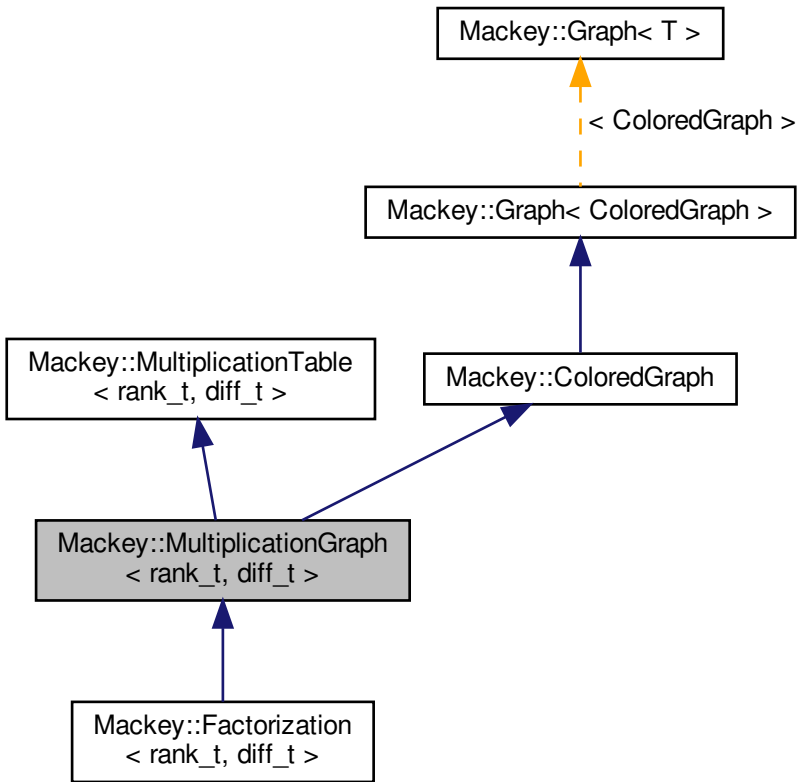 Mackey::Graph< T >
< ColoredGraph >
Mackey::Graph< ColoredGraph >
Mackey::MultiplicationTable
< rank_t, diff_t >
Mackey::ColoredGraph
Mackey::MultiplicationGraph
< rank_t, diff_t >
Mackey::Factorization
< rank_t, diff_t >